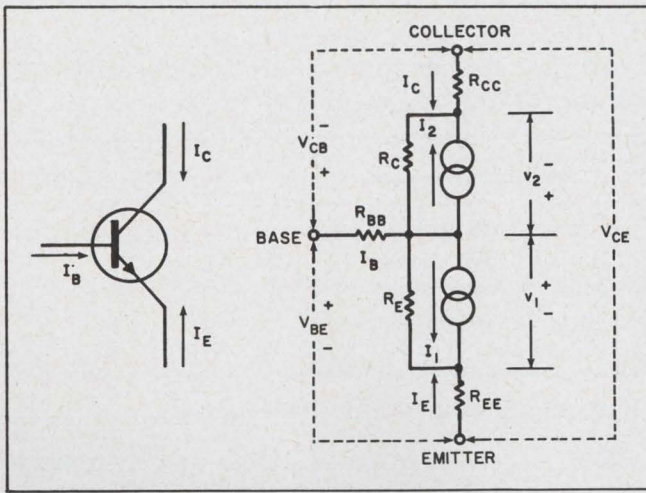 COLLECTOR
I_C
R_CC
I_2
I_C
V_CB
-
+
R_C
v_2
-
+
R_BB
BASE
I_B
V_CE
I_B
R_E
V_BE
+
-
v_1
+
-
I_E
I_1
I_E
R_EE
EMITTER